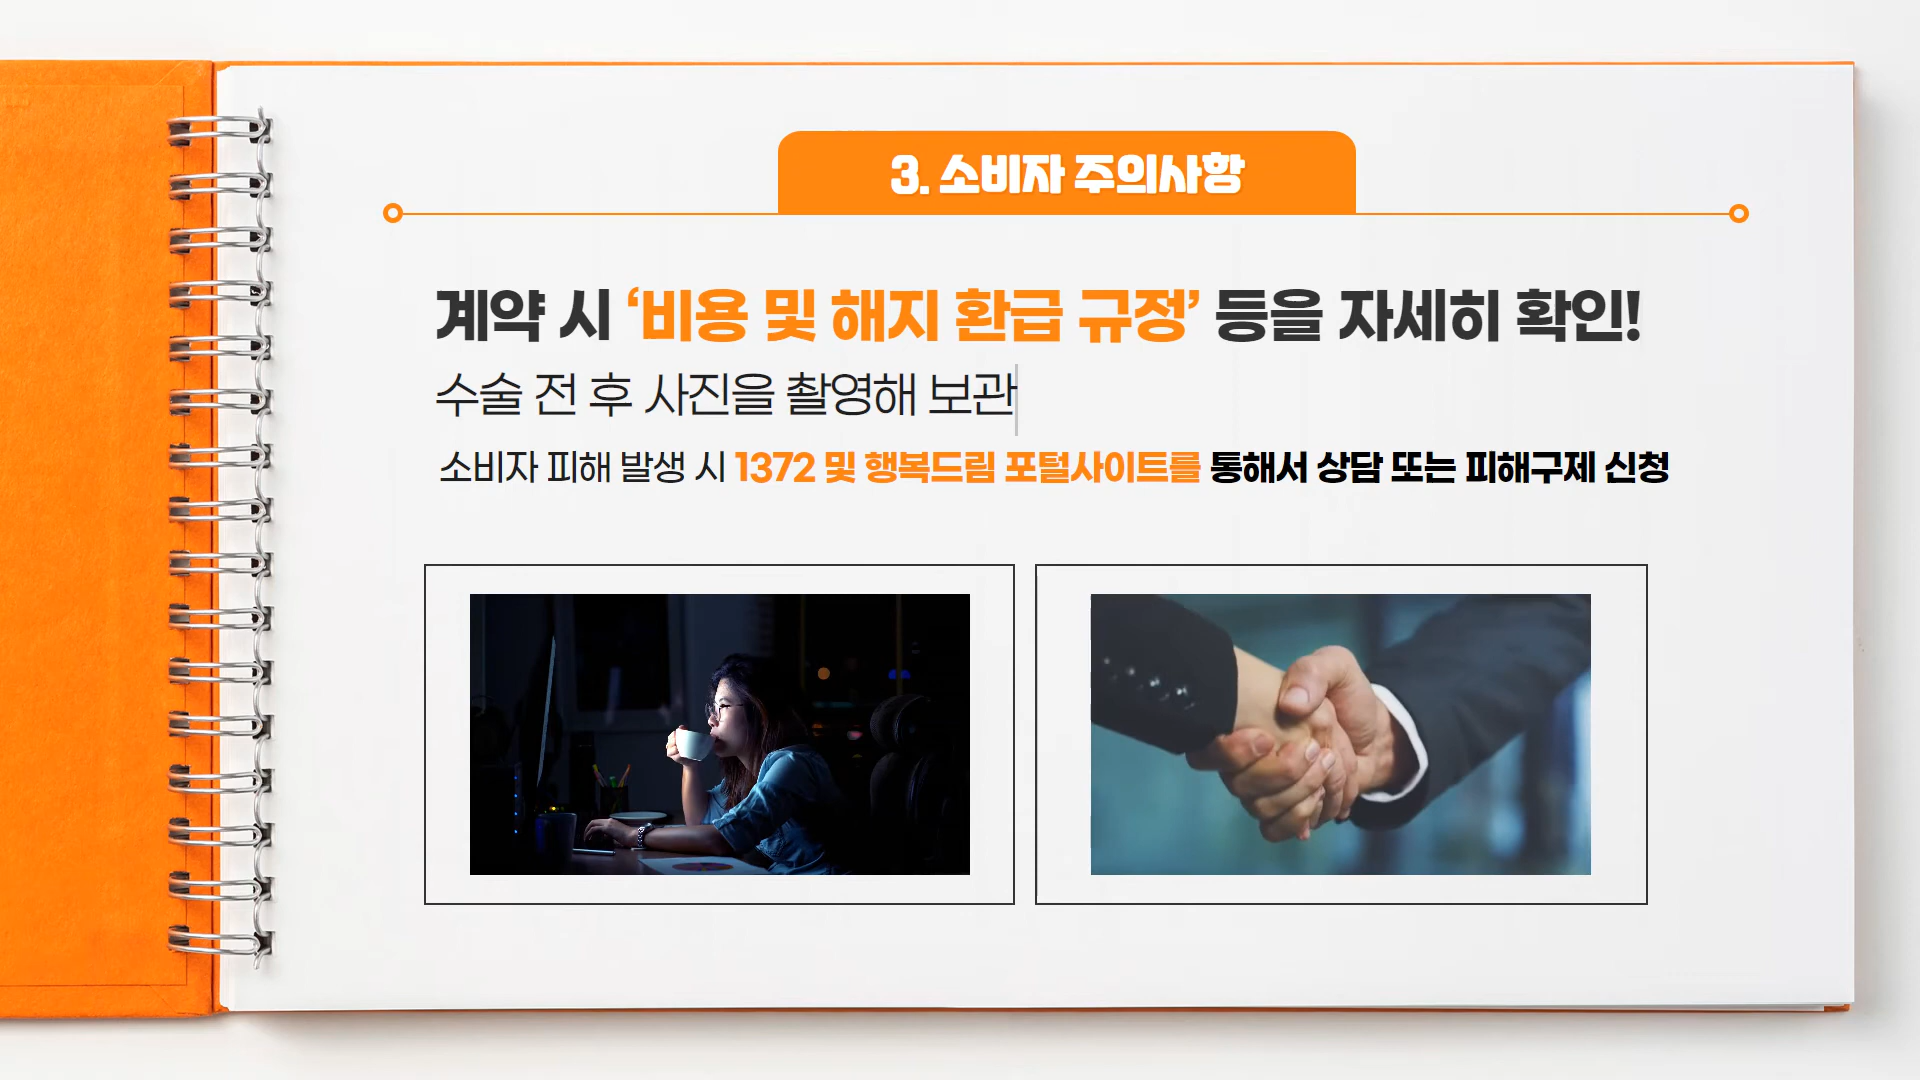 3. 소비자 주의사항
계약 시 ‘비용 및 해지 환급 규정’ 등을 자세히 확인!
수술 전 후 사진을 촬영해 보관
소비자 피해 발생 시 1372 및 행복드림 포털사이트를 통해서 상담 또는 피해구제 신청